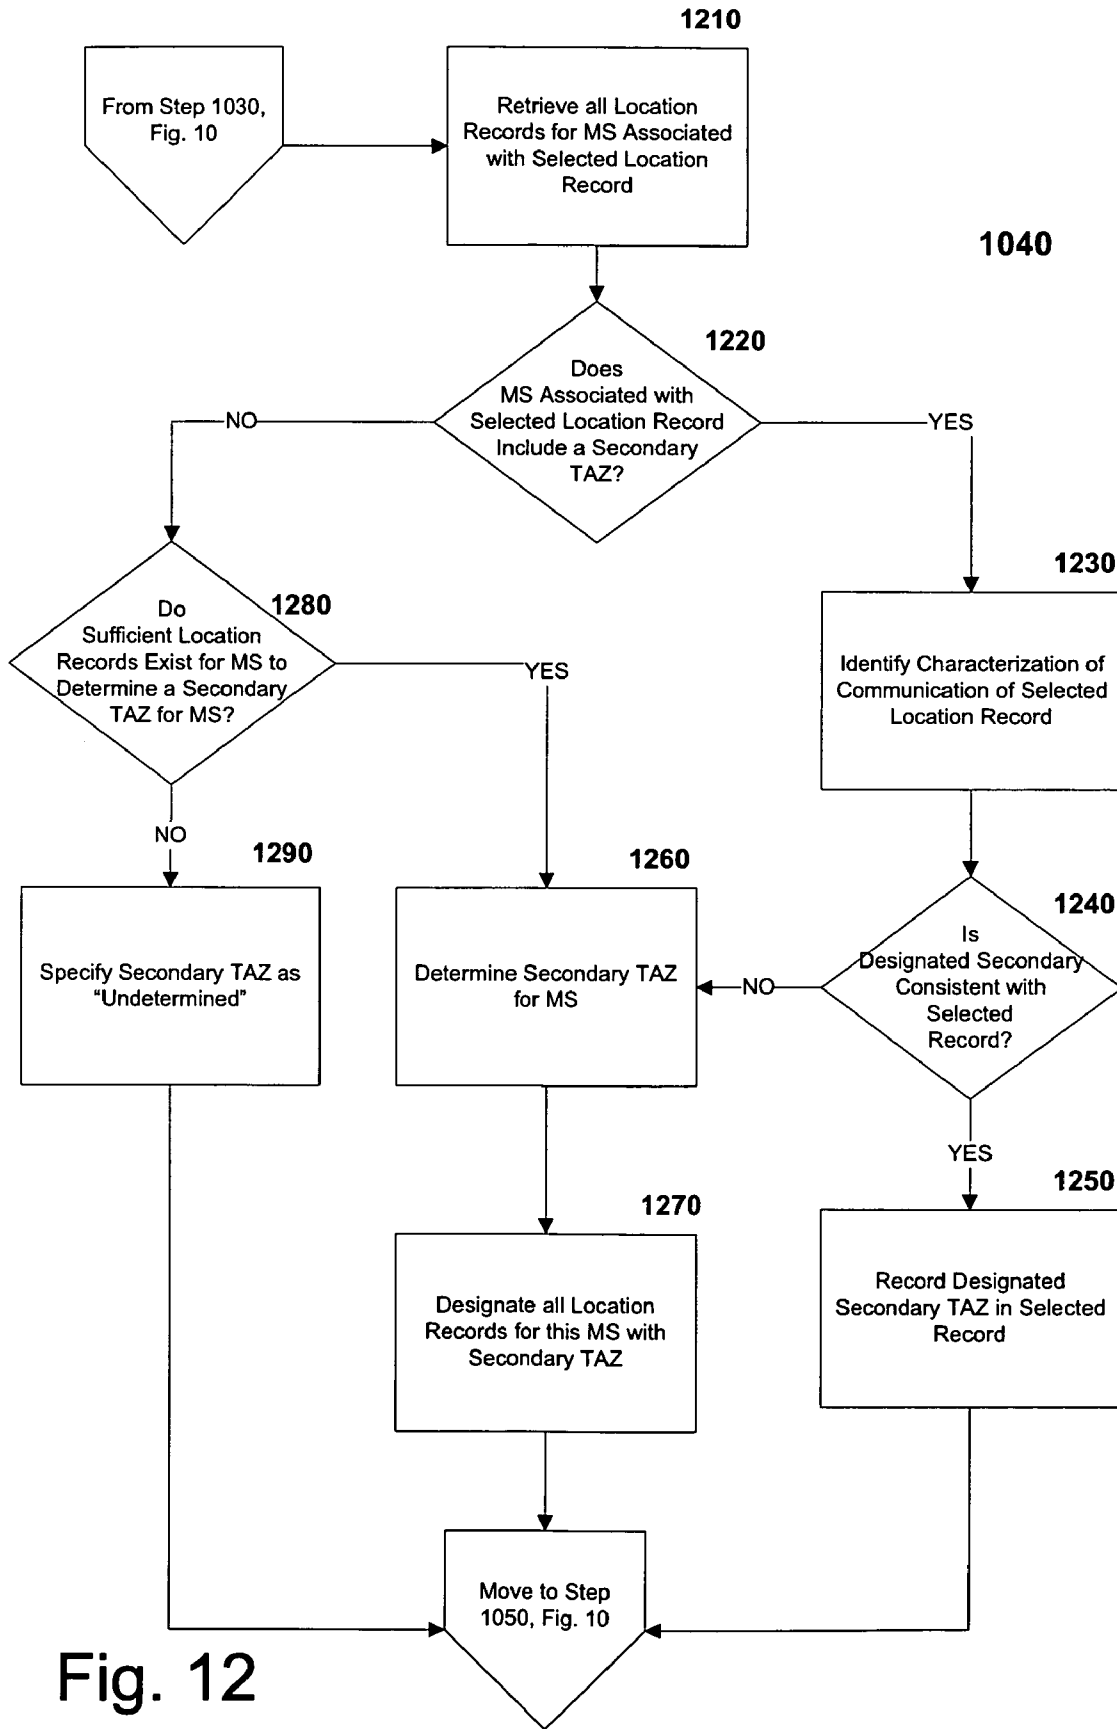 1210
From Step 1030,
Fig. 10
Retrieve all Location
Records for MS Associated
with Selected Location
Record
1040
1220
Does
MS Associated with
Selected Location Record
Include a Secondary
TAZ?
NO
YES
1230
1280
Do
Sufficient Location
Records Exist for MS to
Determine a Secondary
TAZ for MS?
YES
Identify Characterization of
Communication of Selected
Location Record
NO
1290
1260
1240
Specify Secondary TAZ as
“Undetermined”
Determine Secondary TAZ
for MS
NO
Is
Designated Secondary
Consistent with
Selected
Record?
YES
1270
1250
Designate all Location
Records for this MS with
Secondary TAZ
Record Designated
Secondary TAZ in Selected
Record
Move to Step
1050, Fig. 10
Fig. 12